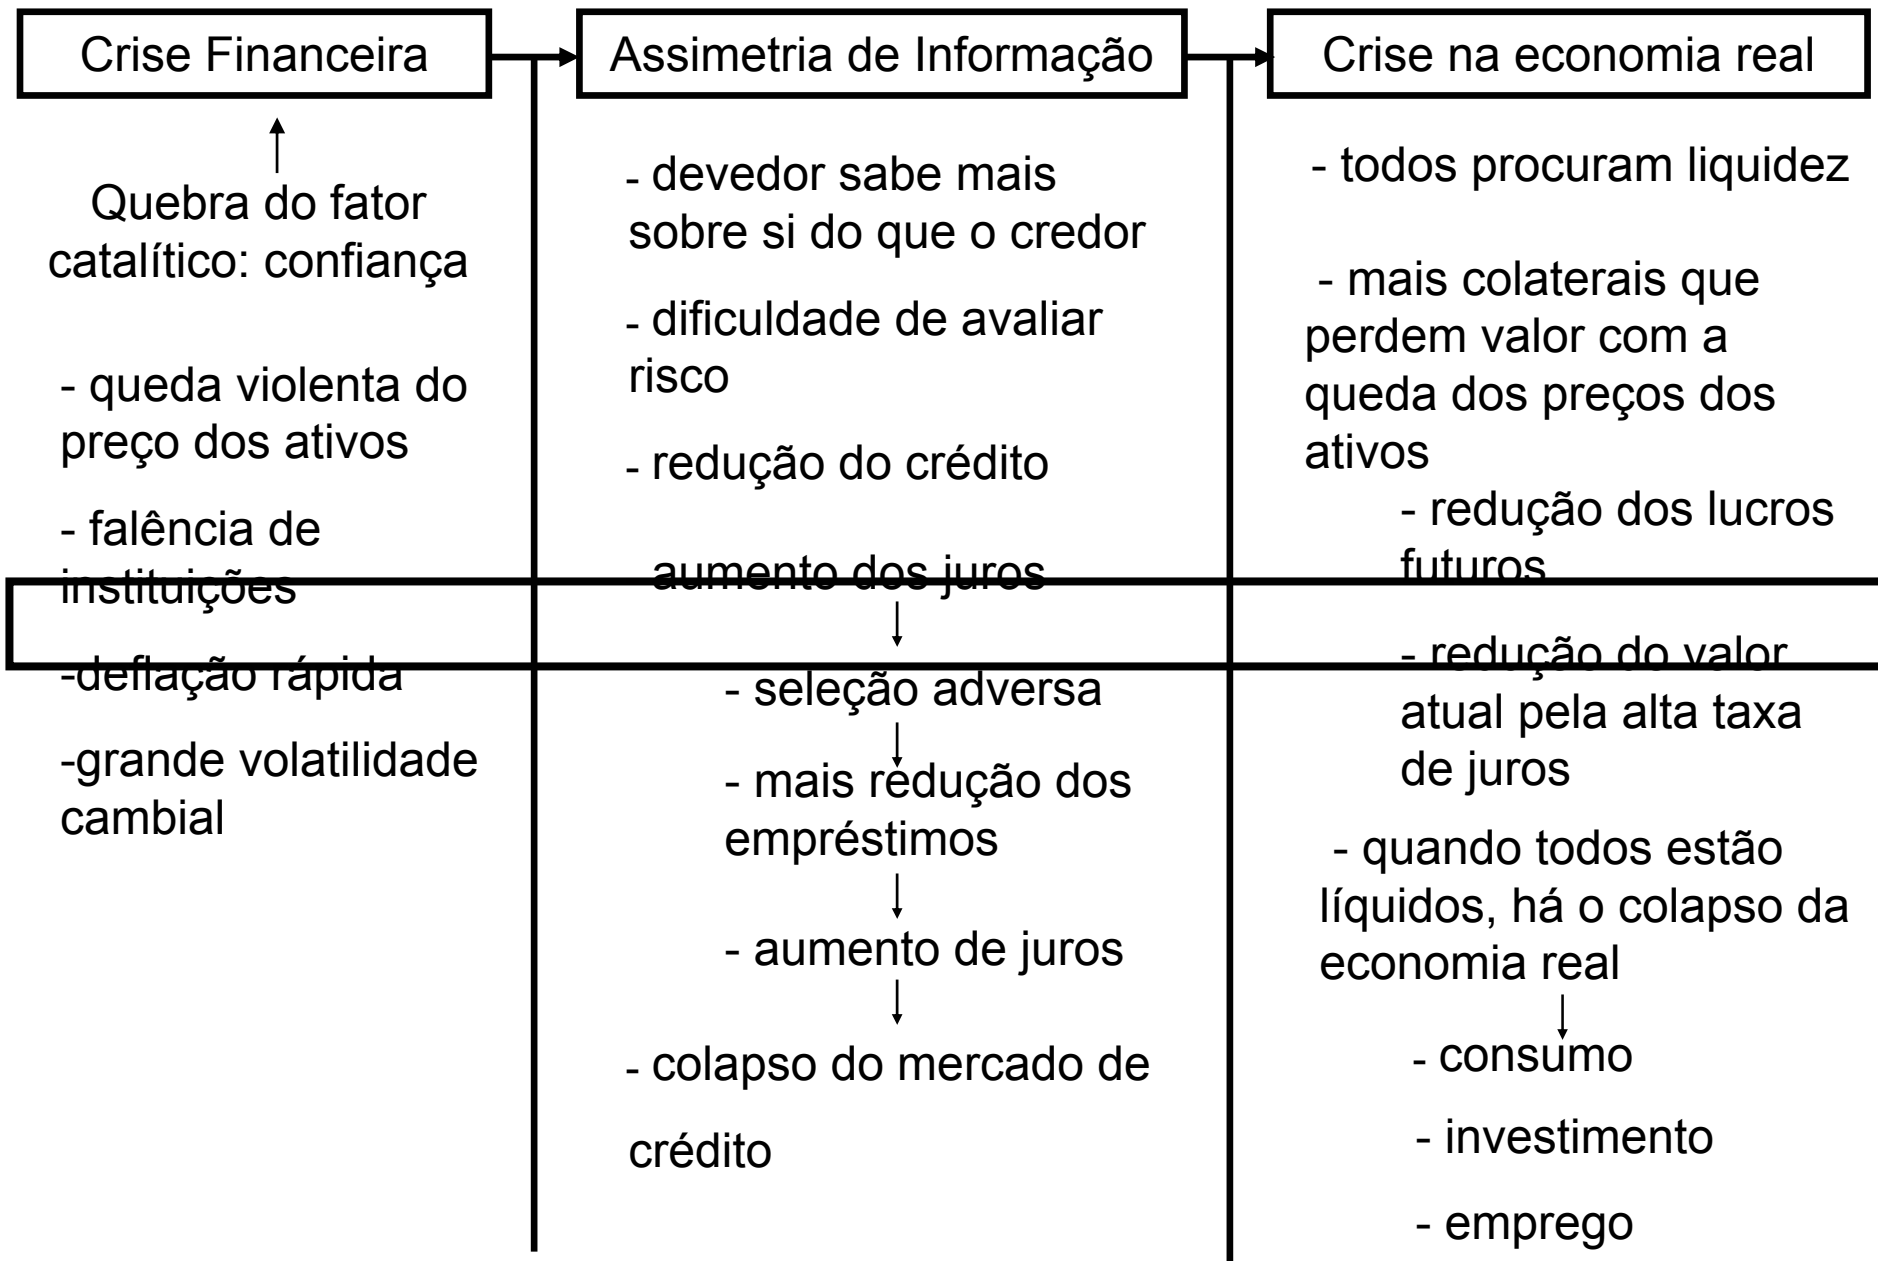 Crise Financeira
Quebra do fator
catalítico: confiança
- queda violenta do
preço dos ativos
- falência de
instituições
-deflação rápida
-grande volatilidade
cambial
Assimetria de Informação
- devedor sabe mais
sobre si do que o credor
- dificuldade de avaliar
risco
- redução do crédito
aumento dos juros
- seleção adversa
- mais redução dos
empréstimos
- aumento de juros
- colapso do mercado de
crédito
Crise na economia real
- todos procuram liquidez
- mais colaterais que
perdem valor com a
queda dos preços dos
ativos
- redução dos lucros
futuros
- redução do valor
atual pela alta taxa
de juros
- quando todos estão
líquidos, há o colapso da
economia real
- consumo
- investimento
- emprego